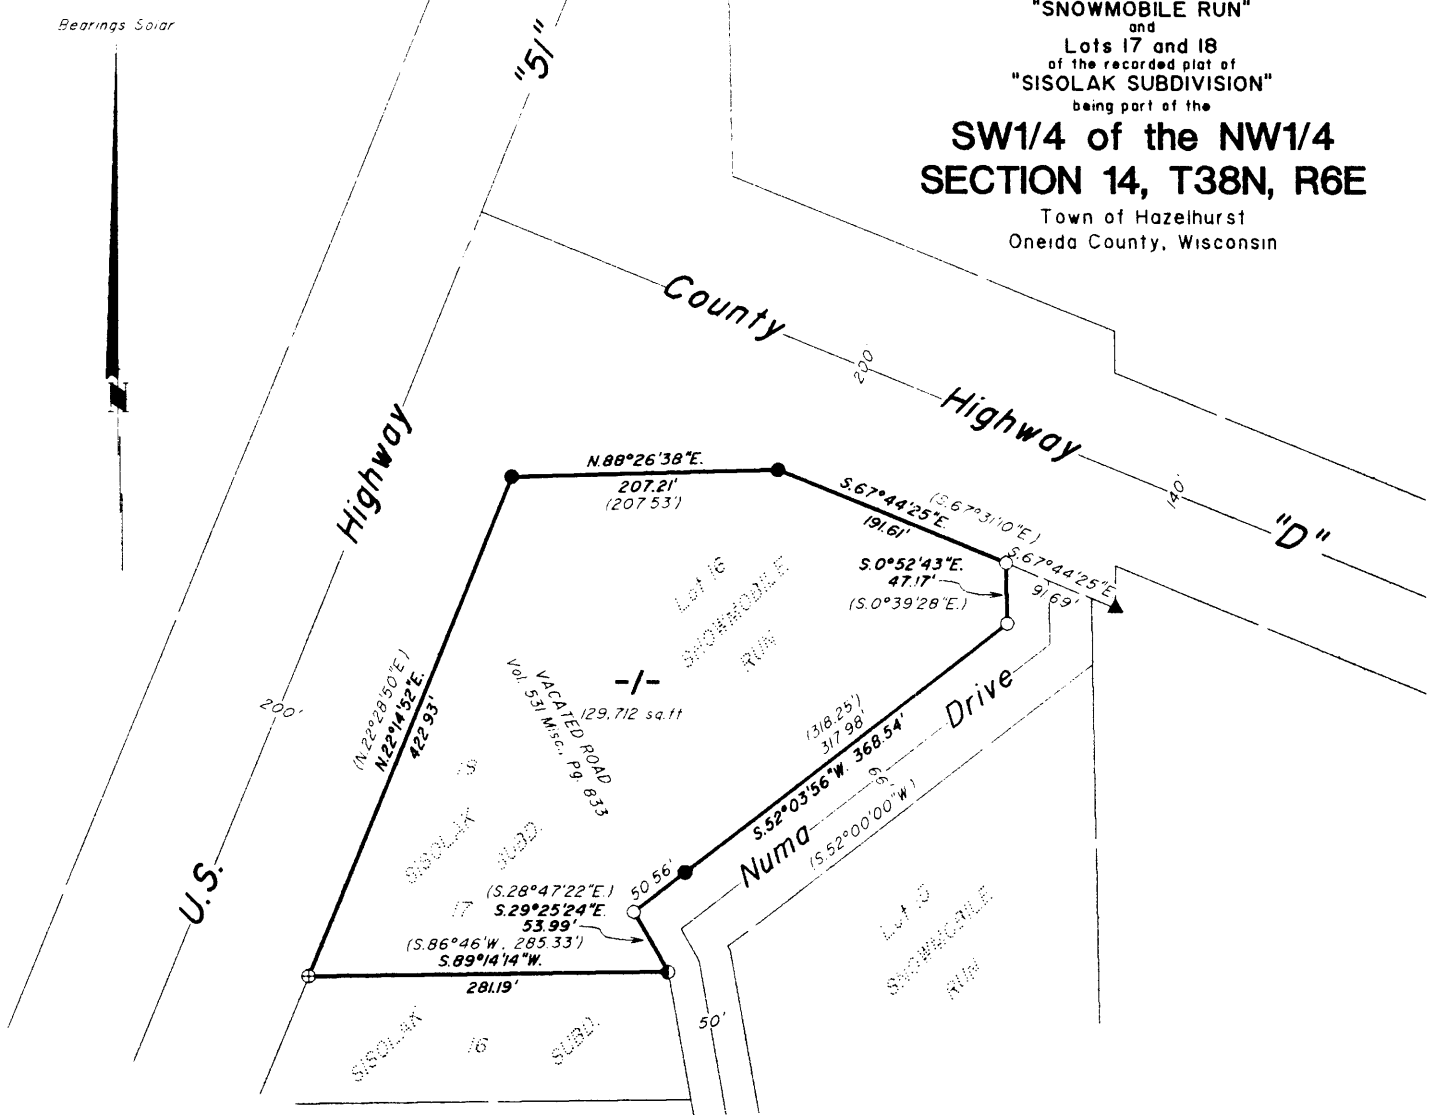 Bearings Solar
N
"SNOWMOBILE RUN"
and
Lots 17 and 18
of the recorded plat of
"SISOLAK SUBDIVISION"
being part of the
SW1/4 of the NW1/4
SECTION 14, T38N, R6E
Town of Hazelhurst
Oneida County, Wisconsin
U.S. Highway "51"
200'
County Highway "D"
200'
140'
N.88°26'38"E.
207.21'
(207.53')
S.67°44'25"E.
(S.67°31'10"E.)
191.61'
S.67°44'25"E.
91.69'
S.0°52'43"E.
47.17'
(S.0°39'28"E.)
Lot 16
SNOWMOBILE
RUN
-1-
129,712 sq.ft
VACATED ROAD
Vol. 531 Misc., Pg. 833
(N.22°28'50"E)
N.22°14'52"E.
422.93'
(318.25')
317.98'
S.52°03'56"W. 368.54'
Numa Drive
66'
(S.52°00'00"W)
50.56'
SISOLAK
SUBD.
17
(S.28°47'22"E.)
S.29°25'24"E.
53.99'
(S.86°46'W., 285.33')
S.89°14'14"W.
281.19'
SISOLAK
16
SUBD.
50'
SNOWMOBILE
RUN